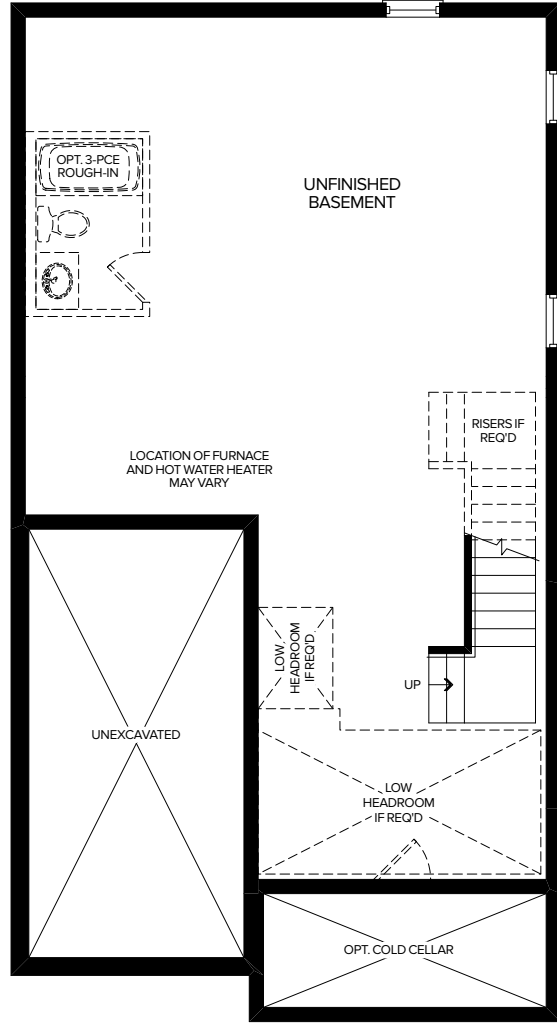 OPT. 3-PCE
ROUGH-IN
UNFINISHED
BASEMENT
RISERS IF
REQ'D
LOCATION OF FURNACE
AND HOT WATER HEATER
MAY VARY
LOW
HEADROOM
IF REQ'D
UP
UNEXCAVATED
LOW
HEADROOM
IF REQ'D
OPT. COLD CELLAR